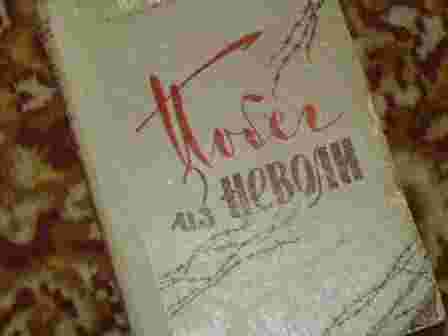 Побег
из неволи